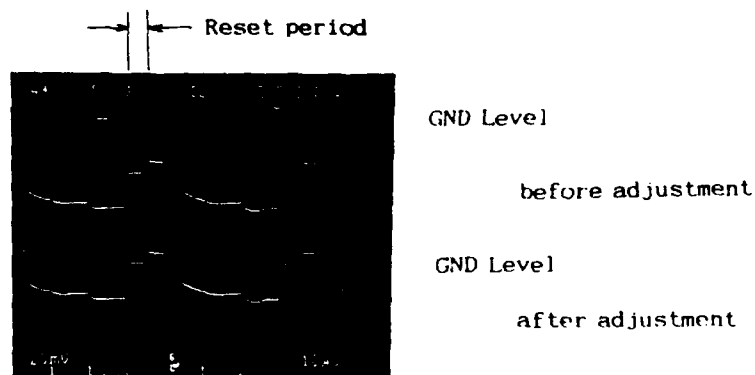 Reset period
GND Level
before adjustment
GND Level
after adjustment